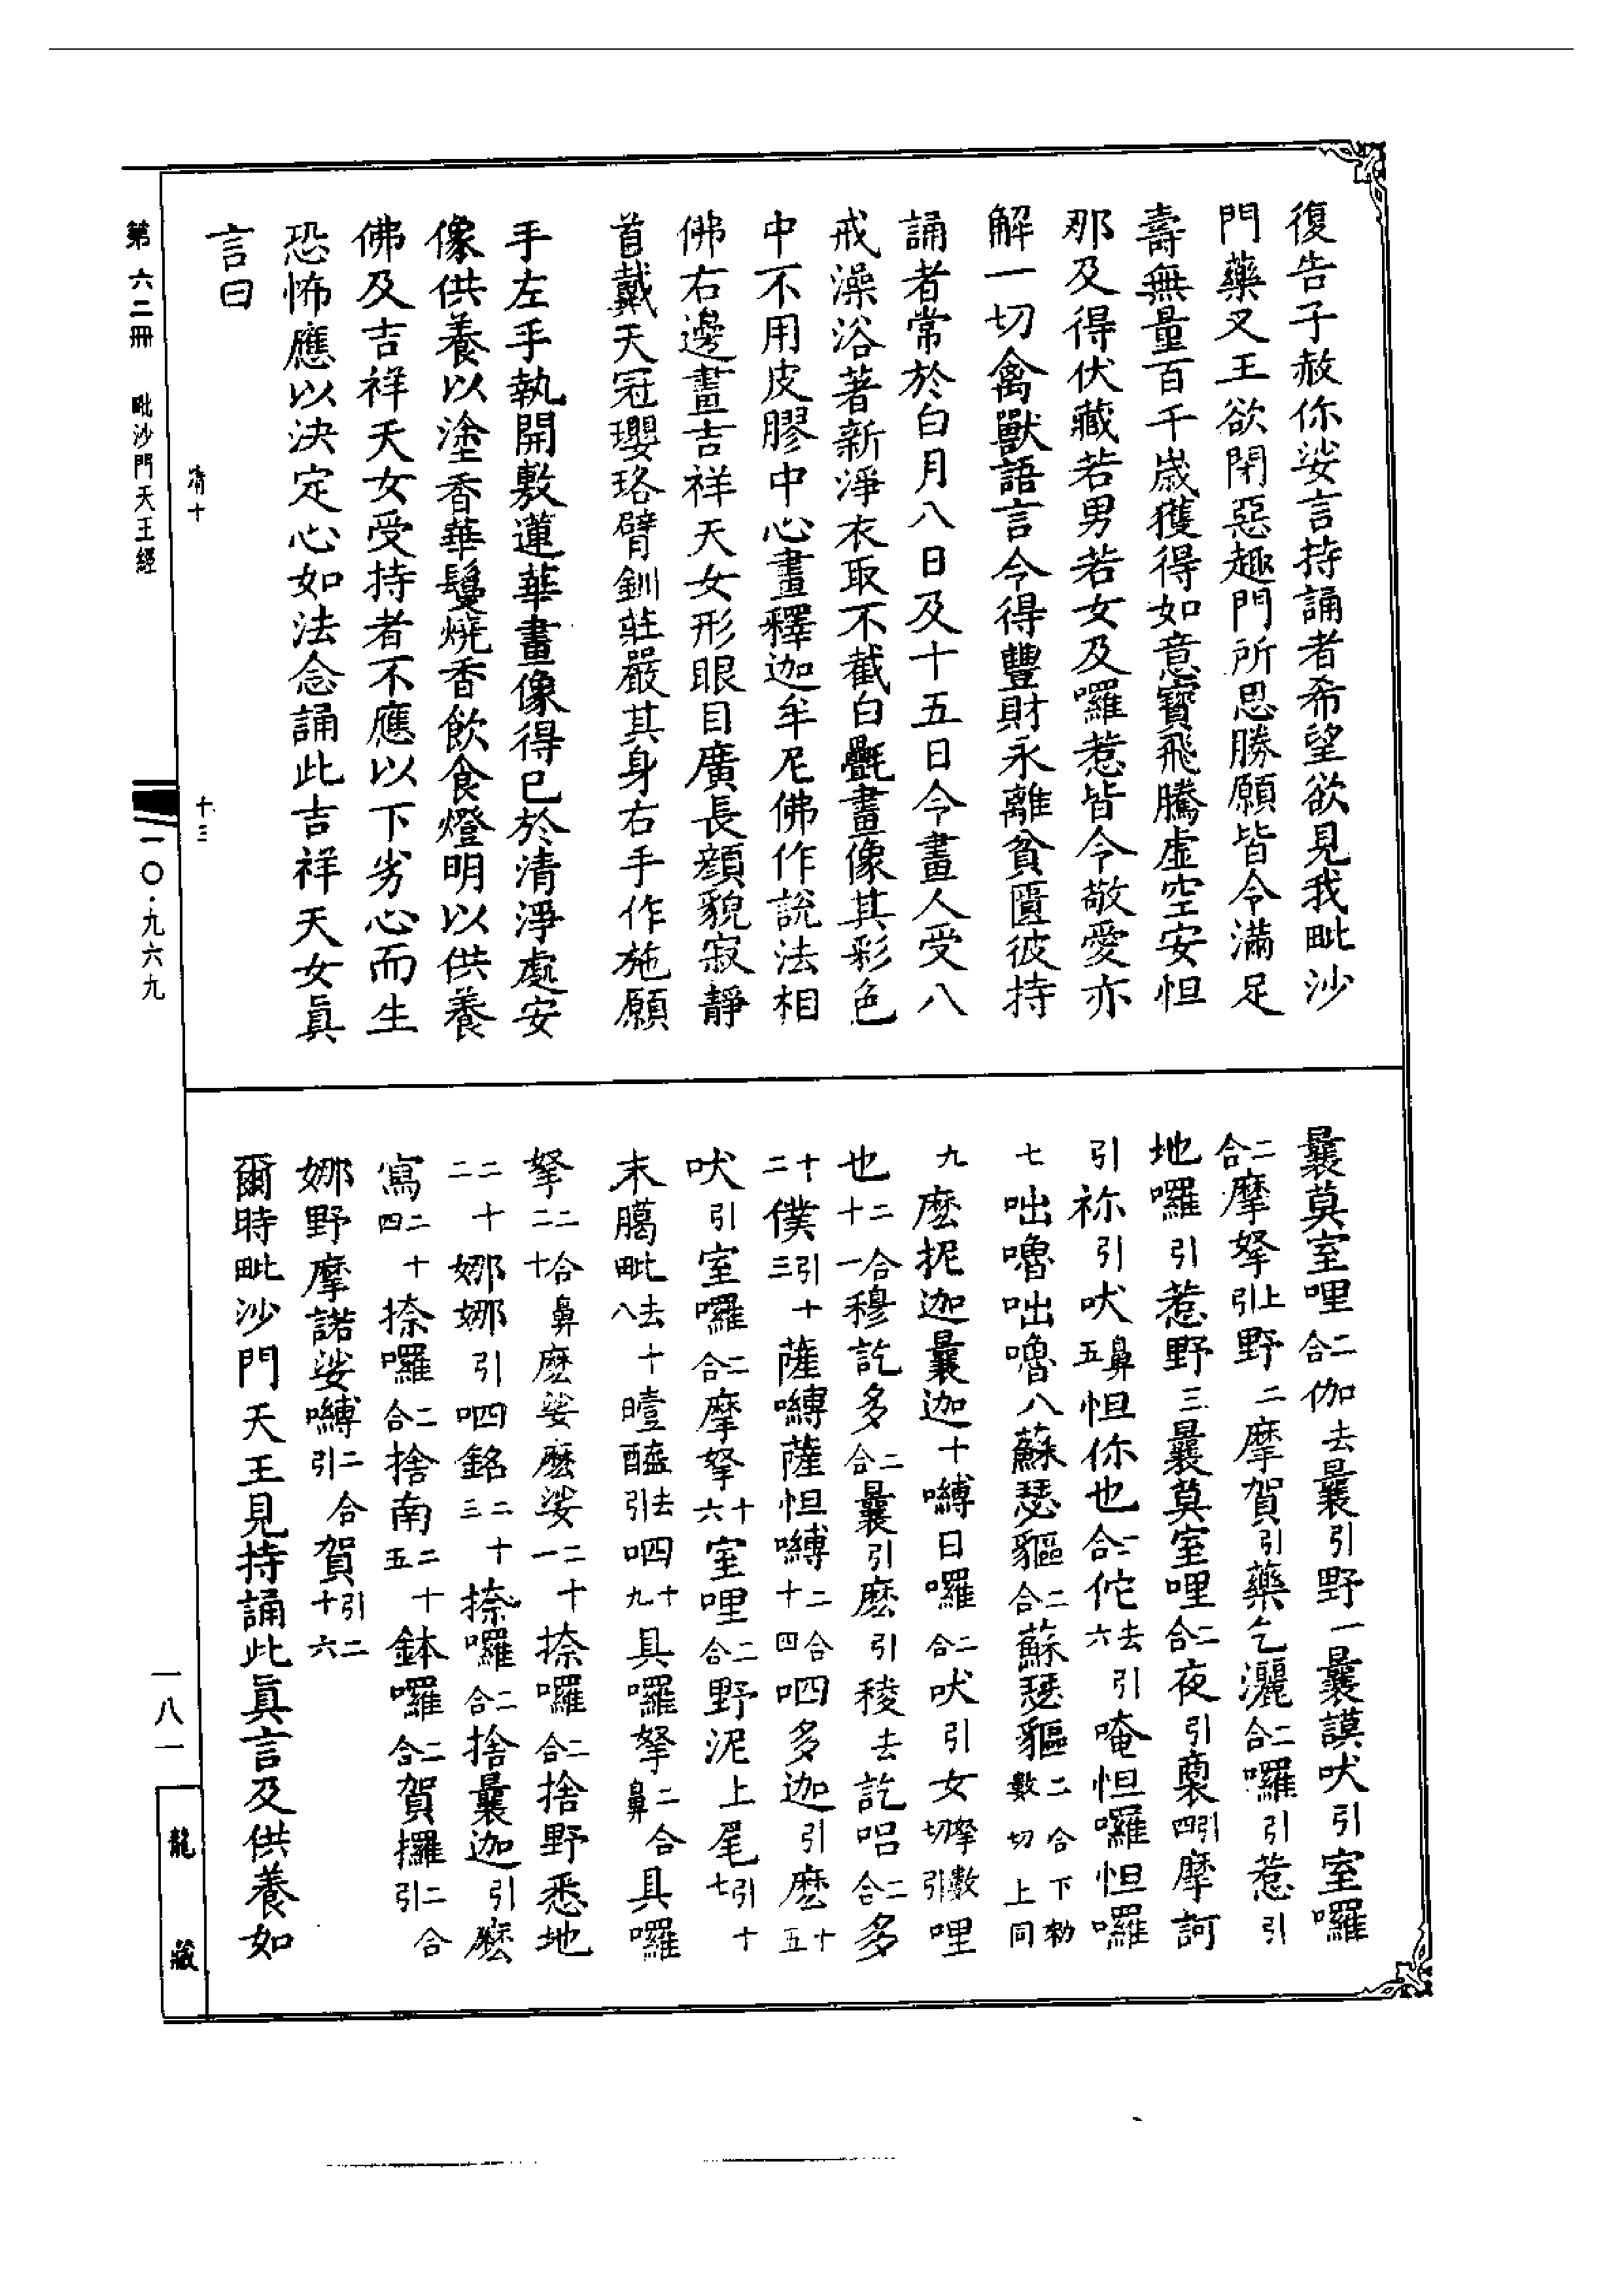 復告子赦你娑言持誦者希望欲見我毗沙
門藥叉王欲閉惡趣門所思勝願皆令滿足
壽無量百千歲獲得如意寶飛騰虛空安怛
那及得伏藏若男若女及囉惹皆令敬愛亦
解一切禽獸語言令得豐財永離貧匱彼持
誦者常於白月八日及十五日令畫人受八
戒澡浴著新淨衣取不截白氎畫像其彩色
中不用皮膠中心畫釋迦牟尼佛作說法相
佛右邊畫吉祥天女形眼目廣長顏貌寂靜
首戴天冠瓔珞臂釧莊嚴其身右手作施願
手左手執開敷蓮華畫像得已於清淨處安
像供養以塗香華鬘燒香飲食燈明以供養
佛及吉祥天女受持者不應以下劣心而生
恐怖應以決定心如法念誦此吉祥天女眞
言曰
曩莫室哩二合伽去曩引野一曩謨吠引室囉
二合摩拏上引野二摩賀引藥乞灑二合囉引惹引
地囉引惹野三曩莫室哩二合夜引裏引四摩訶
引祢引吠鼻五怛你也二合佗去六引唵怛囉怛囉
七咄嚕咄嚕八蘇瑟貙二合蘇瑟貙二合下勑數切上同
九麽抳迦曩迦十嚩日囉二合吠引女拏數切引哩
也二合十一穆訖多二合曩引麽引稜去訖呂二合多
十二僕引十三薩嚩薩怛嚩二合十四呬多迦引麽十五
吠引室囉二合摩拏十六室哩二合野泥上尾引十七
末臈毗去十八曀醯去引呬十九具囉拏二合鼻具囉
拏二合二十鼻麽娑麽娑二十一捺囉二合捨野悉地
二十二娜娜引呬銘二十三捺囉二合捨曩迦引麽
寫二十四捺囉二合捨南二十五鉢囉二合賀攞二合引
娜野摩諾娑嚩二合引賀引二十六
爾時毗沙門天王見持誦此眞言及供養如
第六二冊 毗沙門天王經
十三
一〇·九六九
一八一
龍藏